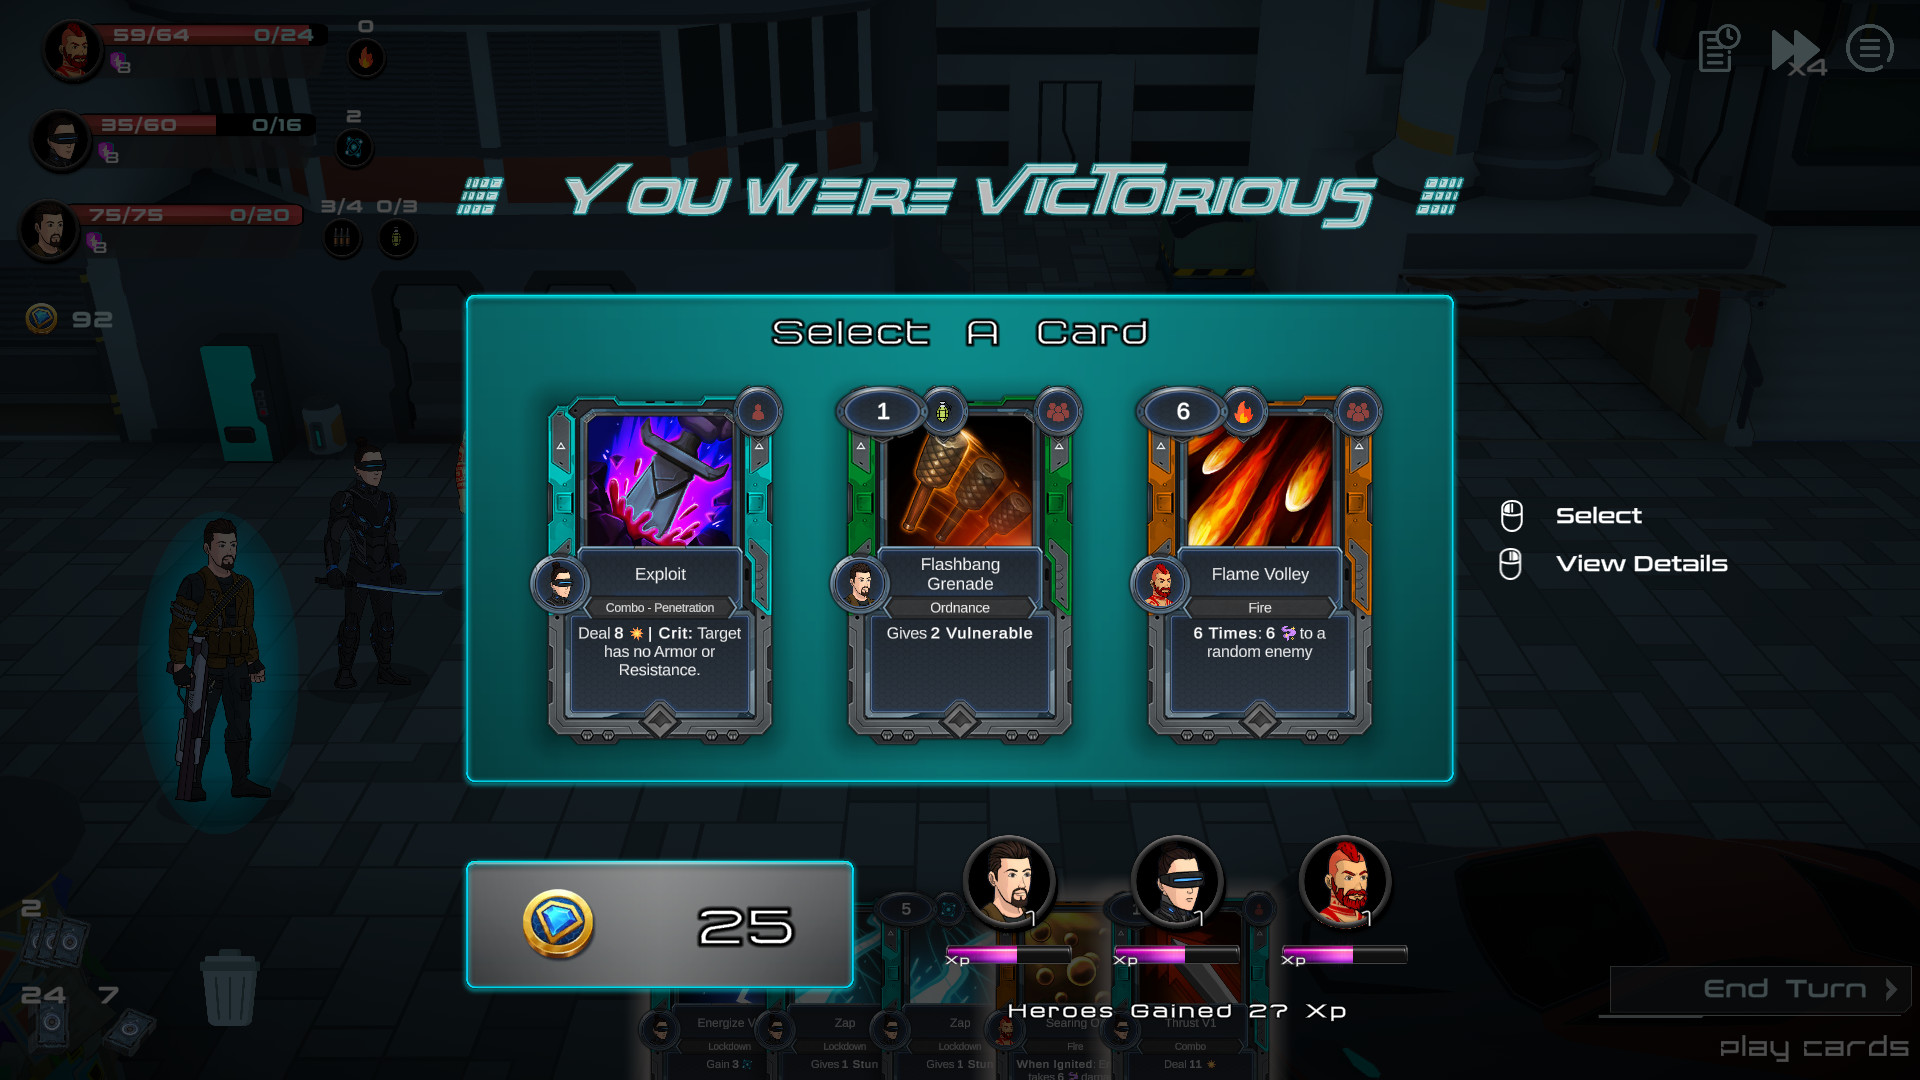 59/64 0/24 0
8
35/60 0/16 2
8
75/75 0/20 3/4 0/3
8
92
x4
You were Victorious
Select A Card
1
6
Exploit
Combo - Penetration
Deal 8 | Crit: Target
has no Armor or
Resistance.
Flashbang
Grenade
Ordnance
Gives 2 Vulnerable
Flame Volley
Fire
6 Times: 6 to a
random enemy
Select
View Details
25
1
1
1
Xp
Xp
Xp
Heroes Gained 27 Xp
5
2
24 7
Energize V
Lockdown
Gain 3
Zap
Lockdown
Gives 1 Stun
Zap
Lockdown
Gives 1 Stun
Searing
Fire
When Ignited:
takes 6
Thrust V1
Combo
Deal 11
End Turn
play cards